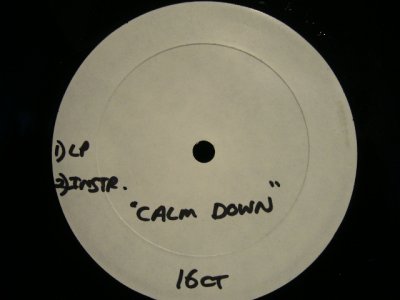 1) LP
2) INSTR.
"CALM DOWN"
16CT